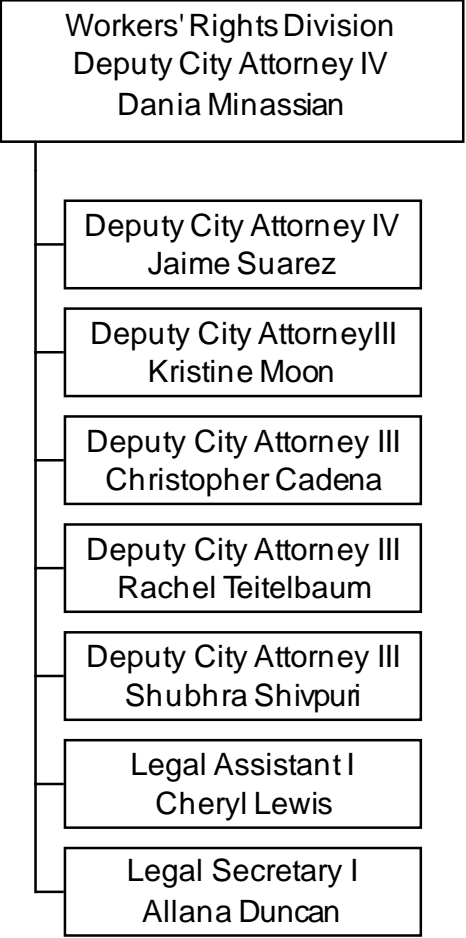 Workers' Rights Division
Deputy City Attorney IV
Dania Minassian
Deputy City Attorney IV
Jaime Suarez
Deputy City Attorney III
Kristine Moon
Deputy City Attorney III
Christopher Cadena
Deputy City Attorney III
Rachel Teitelbaum
Deputy City Attorney III
Shubhra Shivpuri
Legal Assistant I
Cheryl Lewis
Legal Secretary I
Allana Duncan